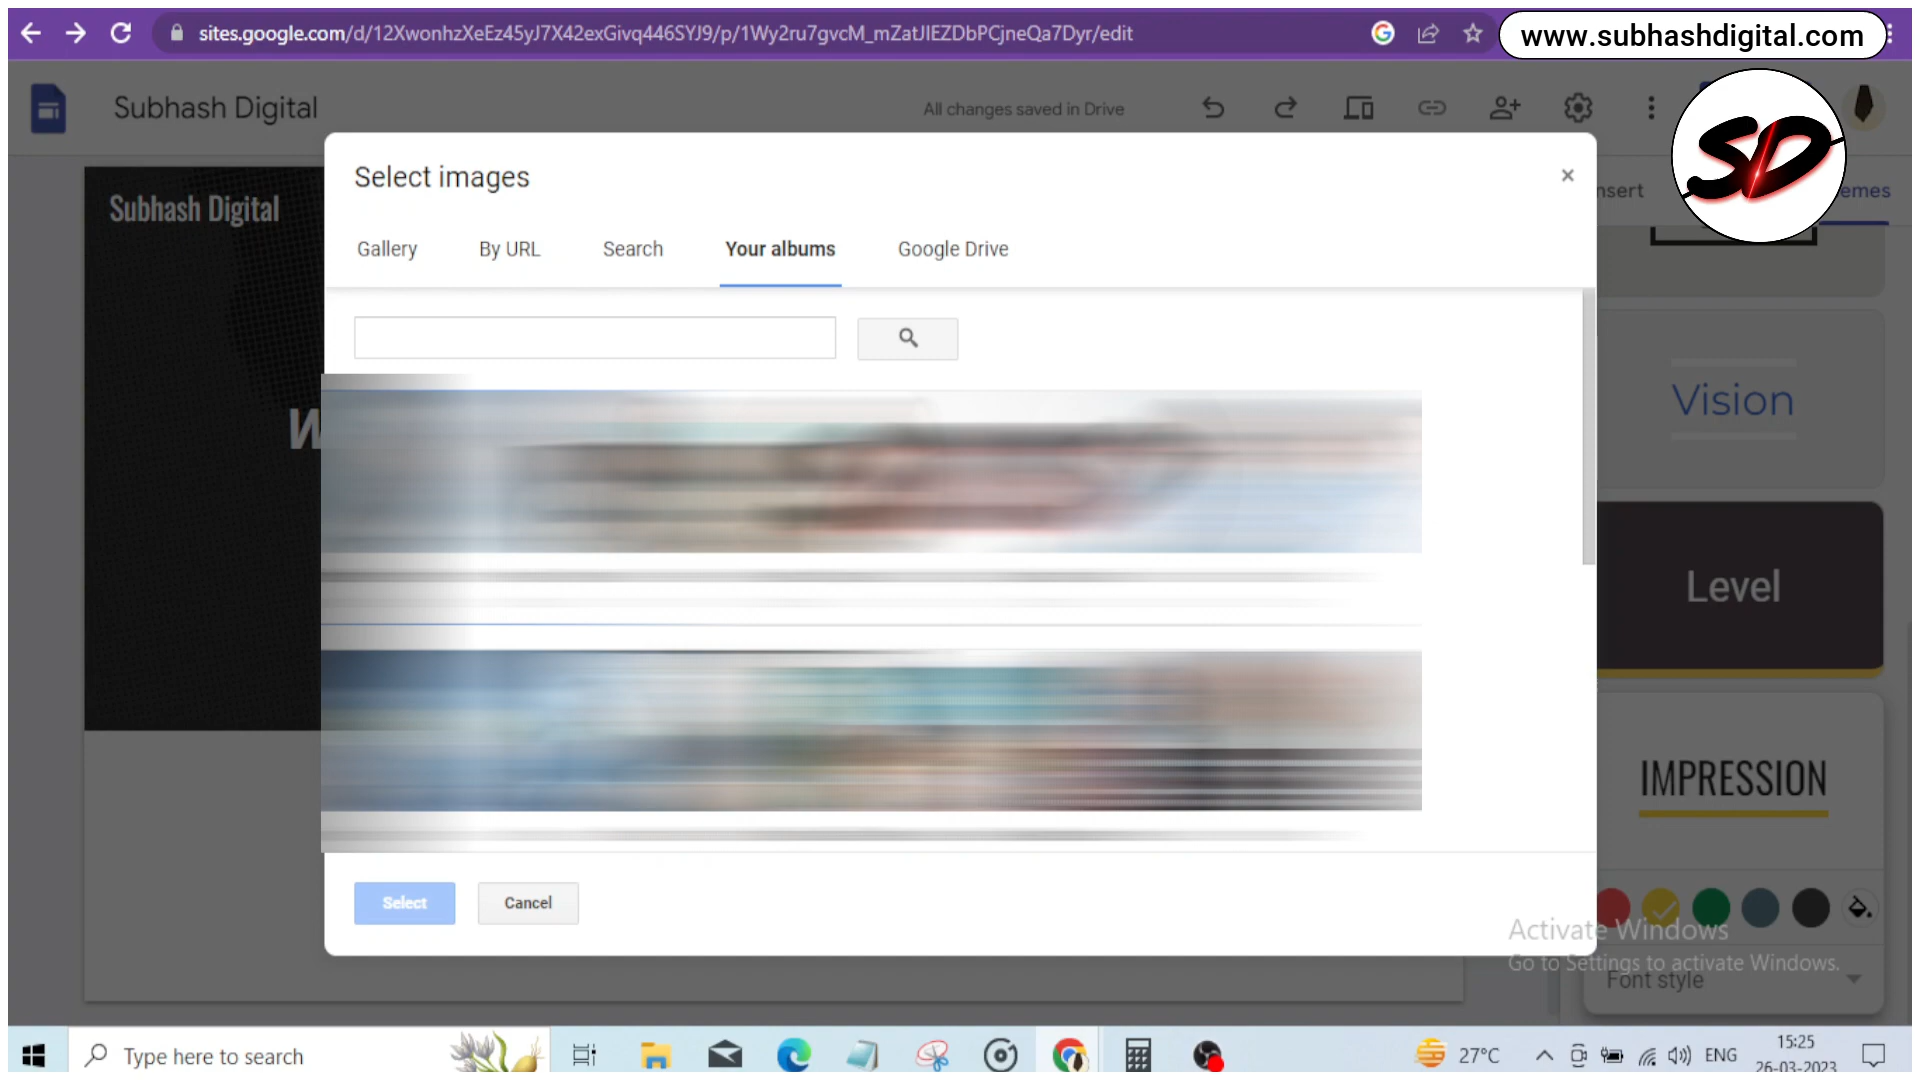 sites.google.com/d/12XwonhzXeEz45yJ7X42exGivq446SYJ9/p/1Wy2ru7gvcM_mZatJIEZDbPCjneQa7Dyr/edit
www.subhashdigital.com
Subhash Digital
All changes saved in Drive
SD
Select images
nsert
emes
Subhash Digital
Gallery
By URL
Search
Your albums
Google Drive
W
Vision
Level
IMPRESSION
Select
Cancel
Activate Windows
Go to Settings to activate Windows.
Font style
Type here to search
27°C
ENG
15:25
26-03-2023